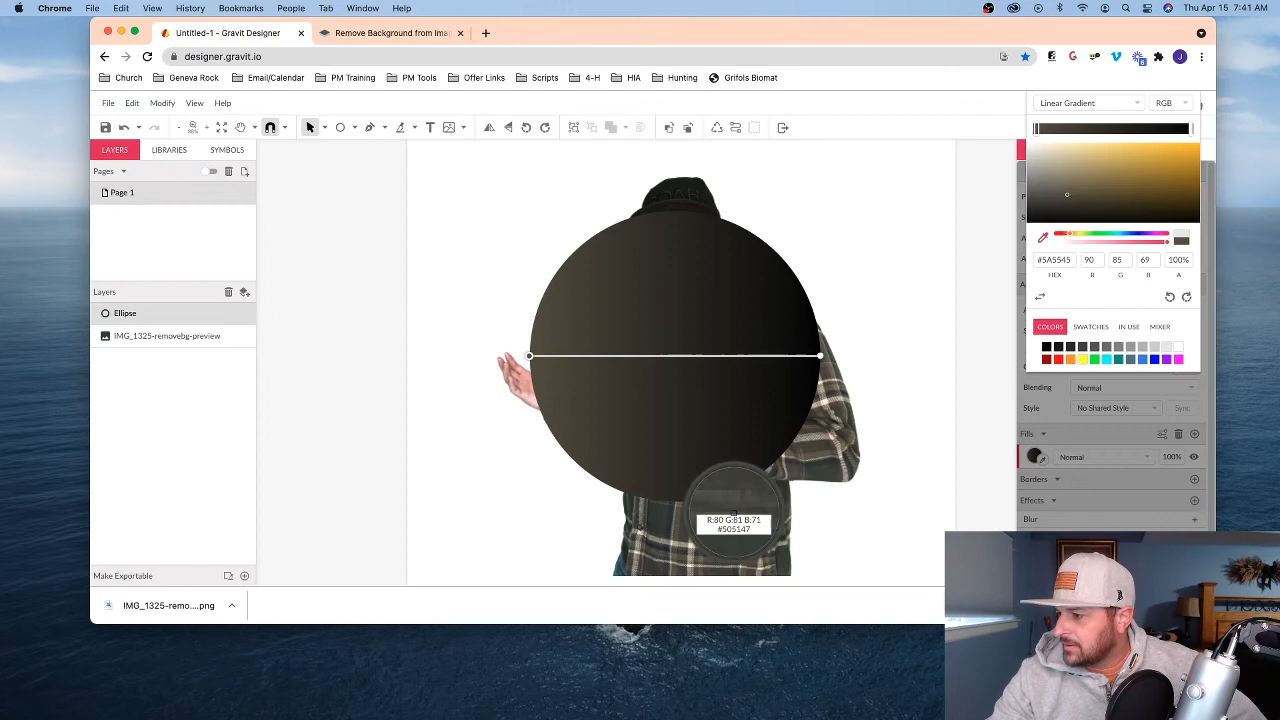 Chrome File Edit View History Bookmarks People Tab Window Help Thu Apr 15 7:41 AM
Untitled-1 - Gravit Designer Remove Background from Ima
designer.gravit.io J
Church Geneva Rock Email/Calendar PM Training PM Tools Offer Links Scripts 4-H HIA Hunting Grifols Biomat
File Edit Modify View Help
Linear Gradient RGB
LAYERS LIBRARIES SYMBOLS
Pages
Page 1
Layers
Ellipse
IMG_1325-removebg-preview
#5A5545 90 85 69 100%
HEX R G B A
COLORS SWATCHES IN USE MIXER
Blending Normal
Style No Shared Style Sync
Fills
Normal 100%
Borders
Effects
Blur
R:80 G:81 B:71
#505147
Make Exportable
IMG_1325-remo....png